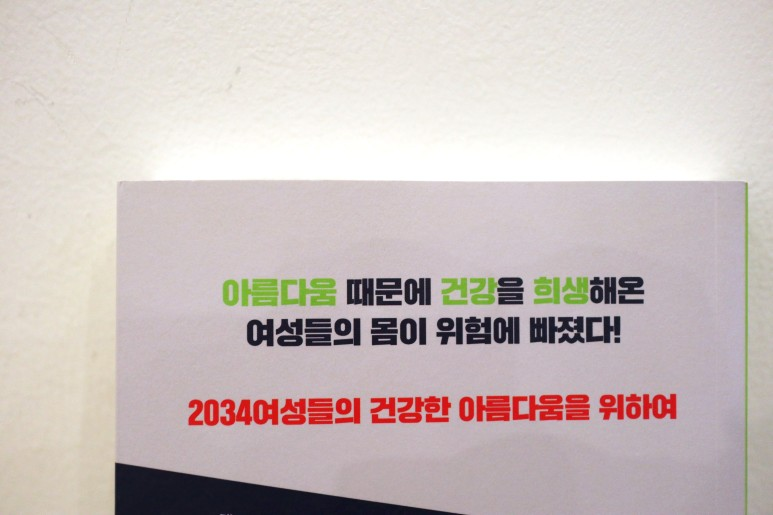 아름다움 때문에 건강을 희생해온
여성들의 몸이 위험에 빠졌다!
2034여성들의 건강한 아름다움을 위하여